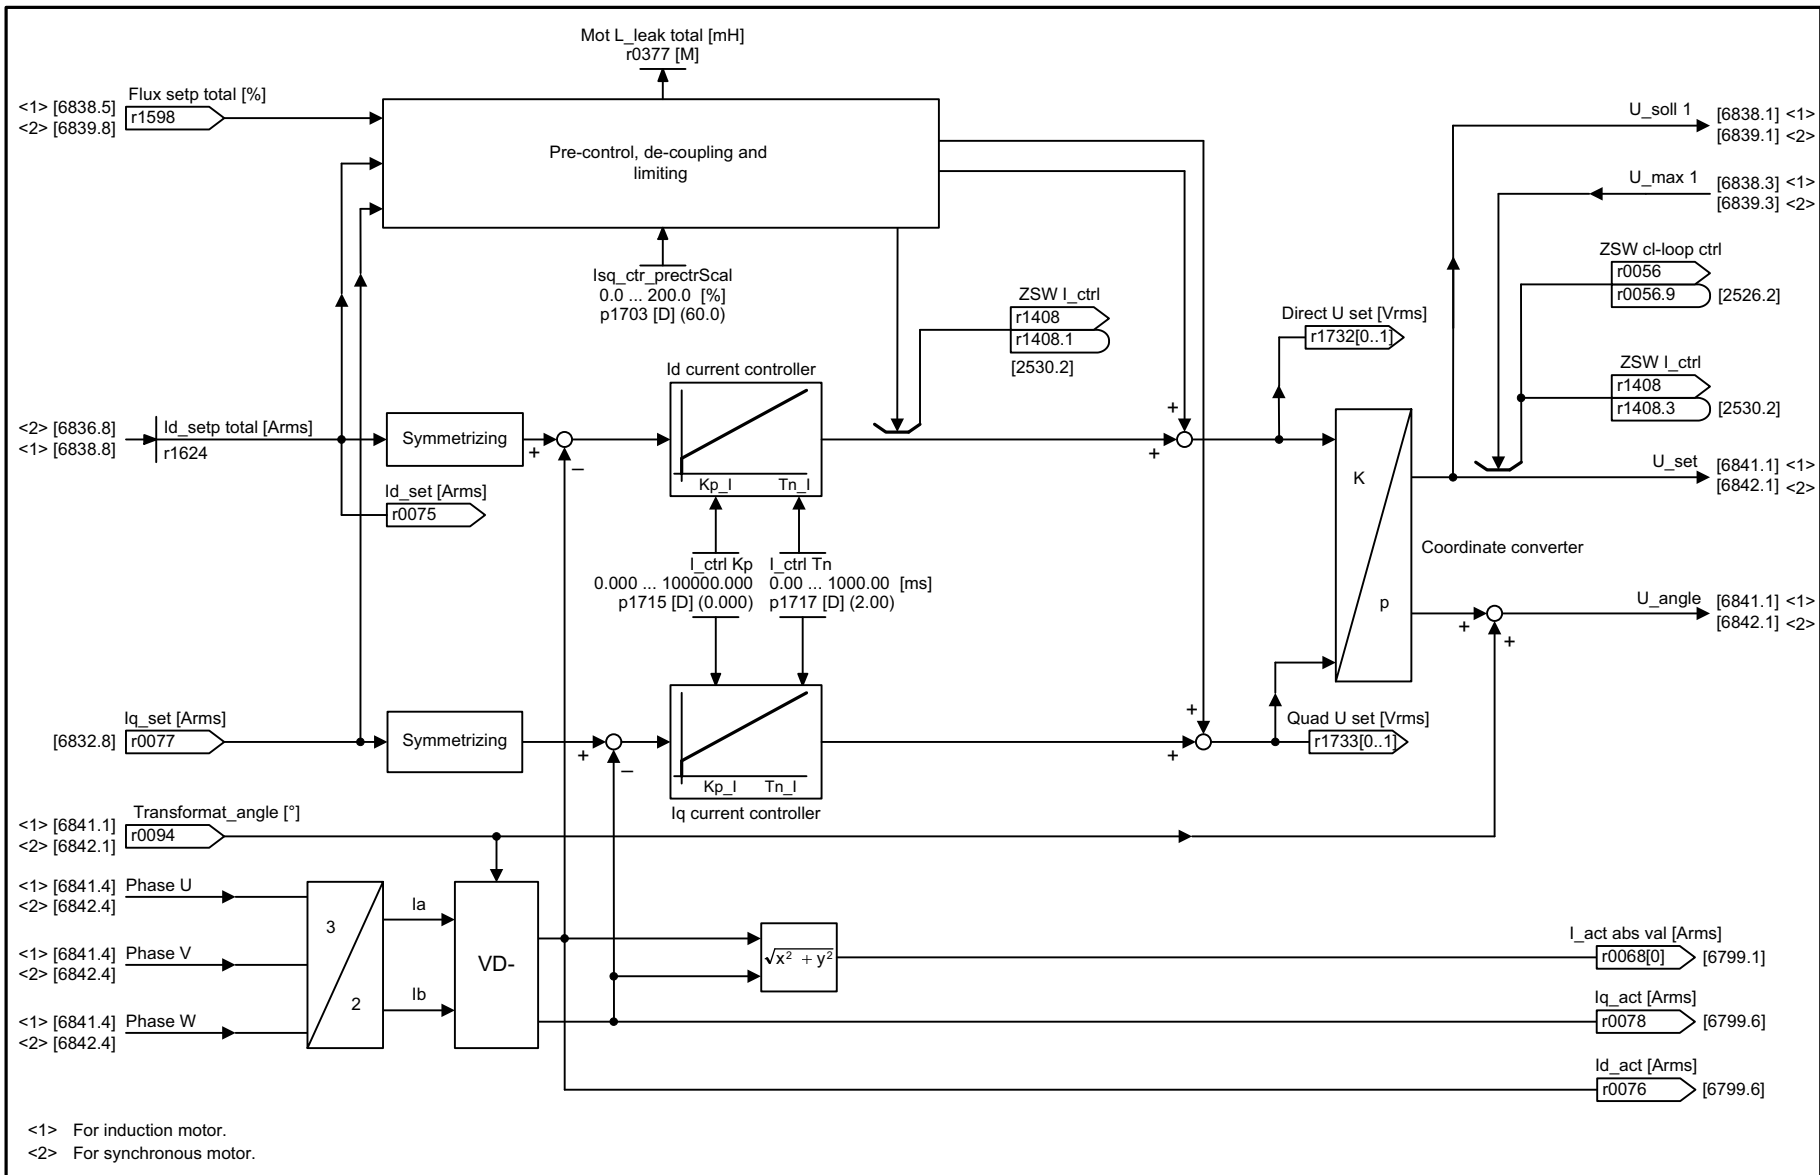 Mot L_leak total [mH]
r0377 [M]
Flux setp total [%]
<1> [6838.5]
<2> [6839.8]
r1598
Pre-control, de-coupling and
limiting
U_soll 1
[6838.1] <1>
[6839.1] <2>
U_max 1
[6838.3] <1>
[6839.3] <2>
Isq_ctr_prectrScal
0.0 ... 200.0 [%]
p1703 [D] (60.0)
ZSW I_ctrl
r1408
r1408.1
[2530.2]
ZSW cl-loop ctrl
r0056
r0056.9
[2526.2]
Direct U set [Vrms]
r1732[0..1]
ZSW I_ctrl
r1408
r1408.3
[2530.2]
<2> [6836.8]
<1> [6838.8]
Id_setp total [Arms]
r1624
Symmetrizing
+
–
Id current controller
Kp_I
Tn_I
+
+
Id_set [Arms]
r0075
K
p
Coordinate converter
U_set
[6841.1] <1>
[6842.1] <2>
I_ctrl Kp
0.000 ... 100000.000
p1715 [D] (0.000)
I_ctrl Tn
0.00 ... 1000.00 [ms]
p1717 [D] (2.00)
U_angle
[6841.1] <1>
[6842.1] <2>
+
+
Iq_set [Arms]
[6832.8]
r0077
Symmetrizing
+
–
Kp_I
Tn_I
Iq current controller
+
+
Quad U set [Vrms]
r1733[0..1]
Transformat_angle [°]
<1> [6841.1]
<2> [6842.1]
r0094
<1> [6841.4]
<2> [6842.4]
Phase U
<1> [6841.4]
<2> [6842.4]
Phase V
<1> [6841.4]
<2> [6842.4]
Phase W
3
2
Ia
Ib
VD-
√x² + y²
I_act abs val [Arms]
r0068[0]
[6799.1]
Iq_act [Arms]
r0078
[6799.6]
Id_act [Arms]
r0076
[6799.6]
<1> For induction motor.
<2> For synchronous motor.